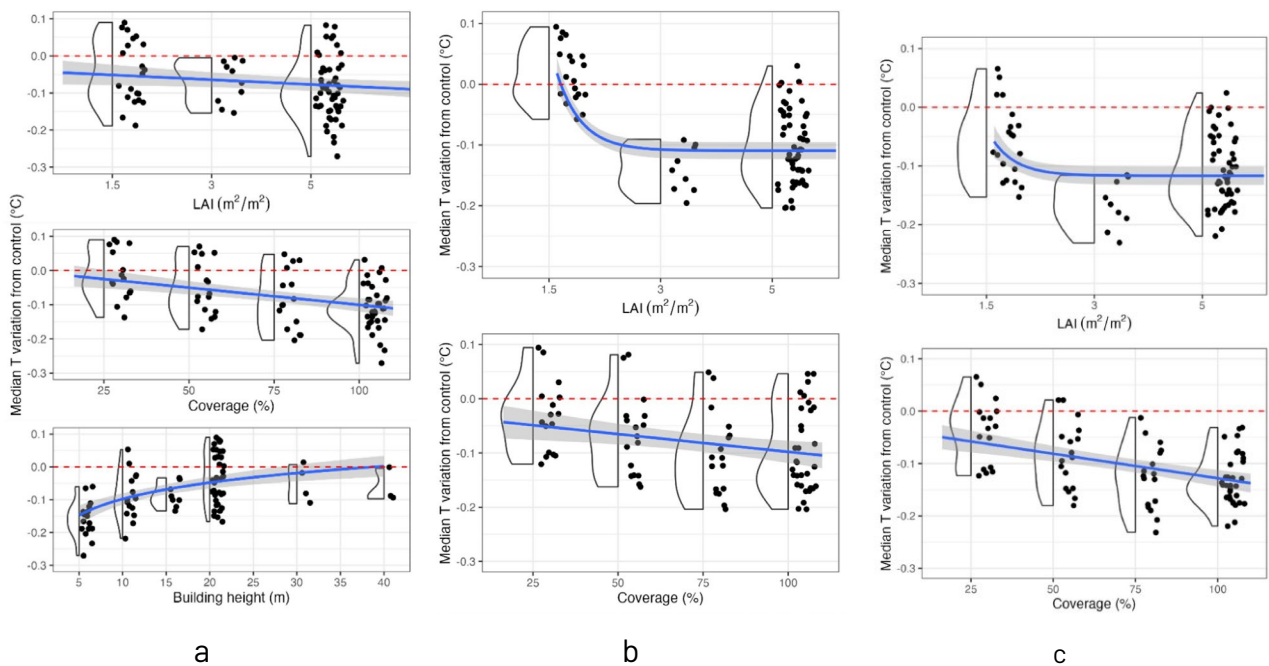 Median T variation from control (°C)
0.1
0.0
-0.1
-0.2
-0.3
1.5 3 5
LAI (m²/m²)
0.1
0.0
-0.1
-0.2
-0.3
25 50 75 100
Coverage (%)
0.1
0.0
-0.1
-0.2
-0.3
5 10 15 20 25 30 35 40
Building height (m)
a
Median T variation from control (°C)
0.1
0.0
-0.1
-0.2
-0.3
1.5 3 5
LAI (m²/m²)
Median T variation from control (°C)
0.1
0.0
-0.1
-0.2
-0.3
25 50 75 100
Coverage (%)
b
Median T variation from control (°C)
0.1
0.0
-0.1
-0.2
-0.3
1.5 3 5
LAI (m²/m²)
Median T variation from control (°C)
0.1
0.0
-0.1
-0.2
-0.3
25 50 75 100
Coverage (%)
c